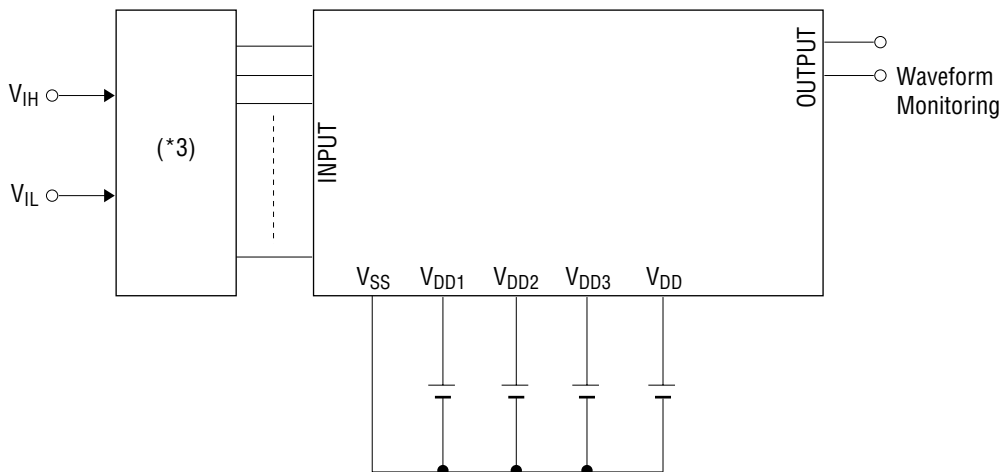 V_IH
V_IL
(*3)
INPUT
OUTPUT
Waveform
Monitoring
V_SS V_DD1 V_DD2 V_DD3 V_DD